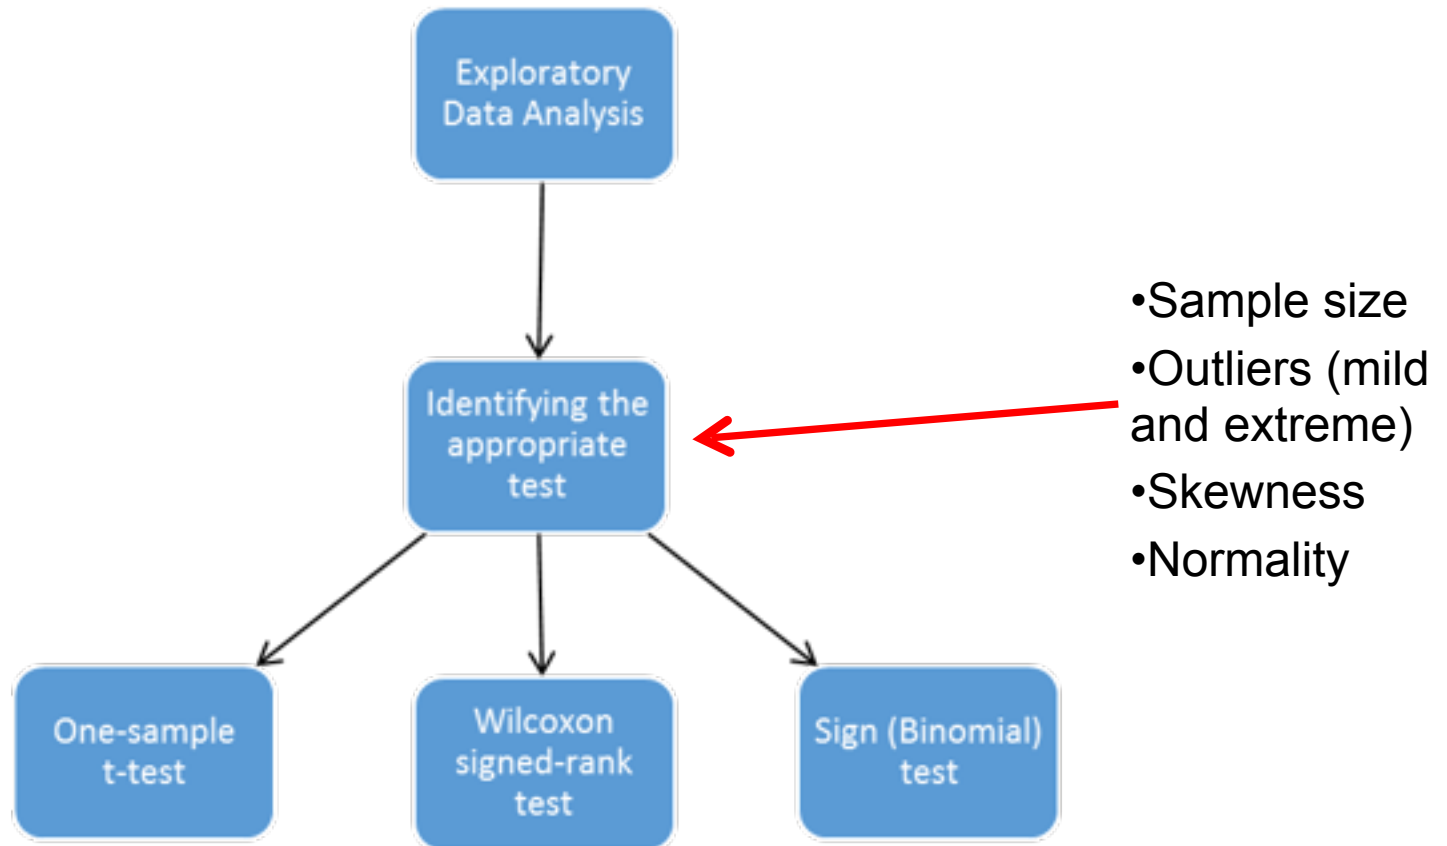 Exploratory
Data Analysis
Identifying the
appropriate
test
•Sample size
•Outliers (mild
and extreme)
•Skewness
•Normality
One-sample
t-test
Wilcoxon
signed-rank
test
Sign (Binomial)
test